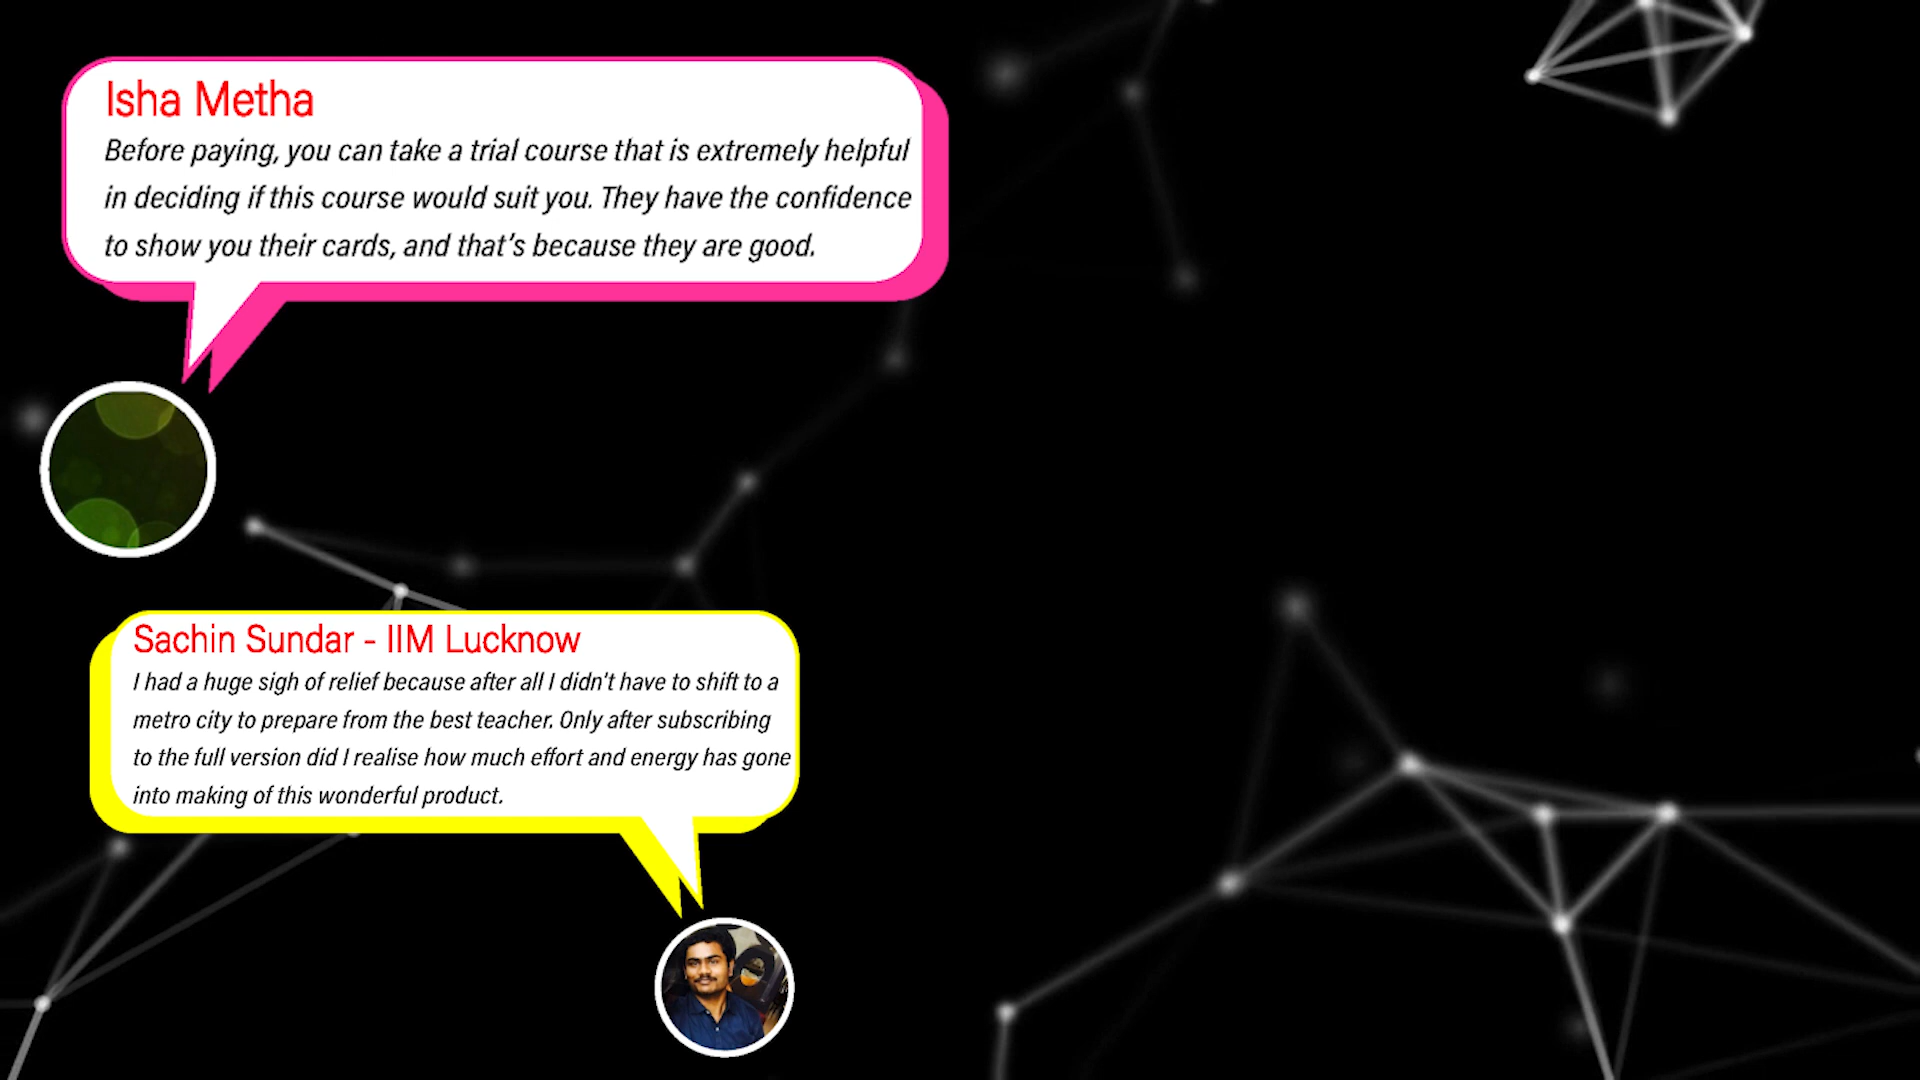 Isha Metha
Before paying, you can take a trial course that is extremely helpful
in deciding if this course would suit you. They have the confidence
to show you their cards, and that's because they are good.
Sachin Sundar - IIM Lucknow
I had a huge sigh of relief because after all I didn't have to shift to a
metro city to prepare from the best teacher. Only after subscribing
to the full version did I realise how much effort and energy has gone
into making of this wonderful product.